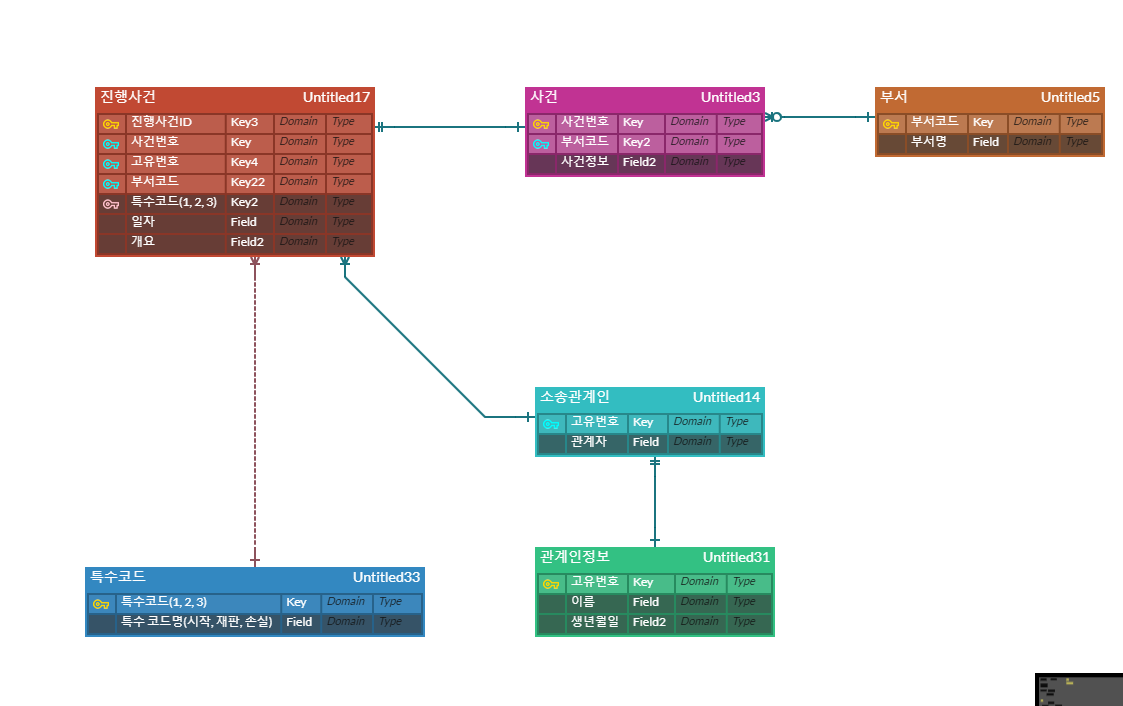 진행사건 Untitled17
진행사건ID Key3 Domain Type
사건번호 Key Domain Type
고유번호 Key4 Domain Type
부서코드 Key22 Domain Type
특수코드(1, 2, 3) Key2 Domain Type
일자 Field Domain Type
개요 Field2 Domain Type
사건 Untitled3
사건번호 Key Domain Type
부서코드 Key2 Domain Type
사건정보 Field2 Domain Type
부서 Untitled5
부서코드 Key Domain Type
부서명 Field Domain Type
소송관계인 Untitled14
고유번호 Key Domain Type
관계자 Field Domain Type
관계인정보 Untitled31
고유번호 Key Domain Type
이름 Field Domain Type
생년월일 Field2 Domain Type
특수코드 Untitled33
특수코드(1, 2, 3) Key Domain Type
특수 코드명(시작, 재판, 손실) Field Domain Type